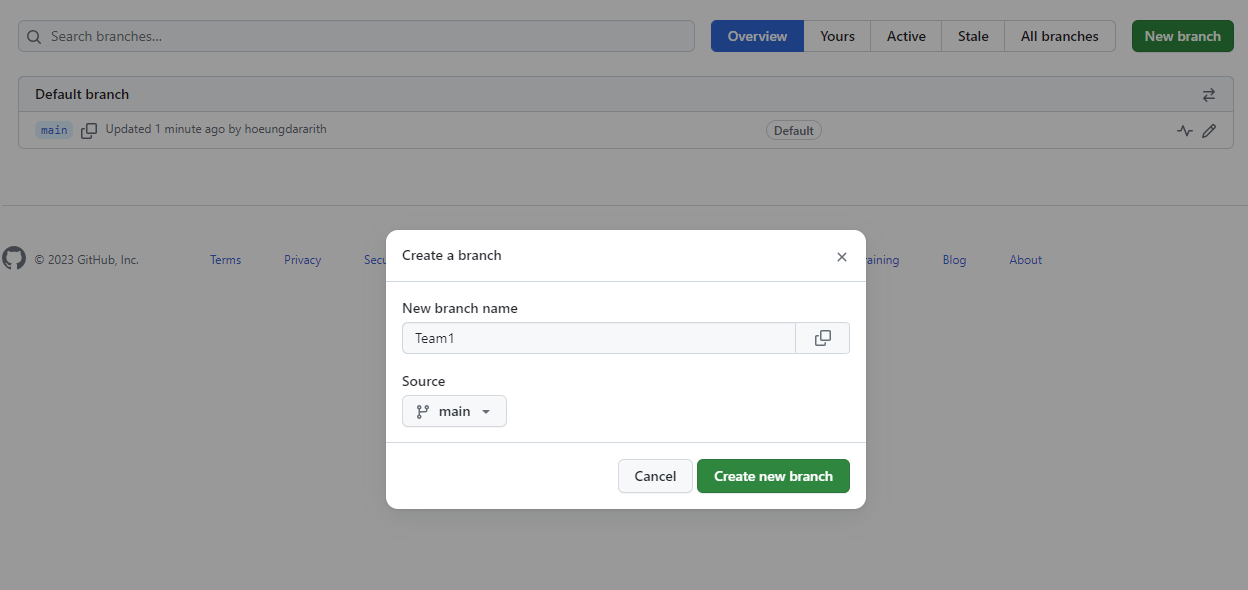 Search branches...
Overview Yours Active Stale All branches New branch
Default branch
main Updated 1 minute ago by hoeungdararith Default
Create a branch
New branch name
Team1
Source
main
Cancel Create new branch
© 2023 GitHub, Inc. Terms Privacy Blog About